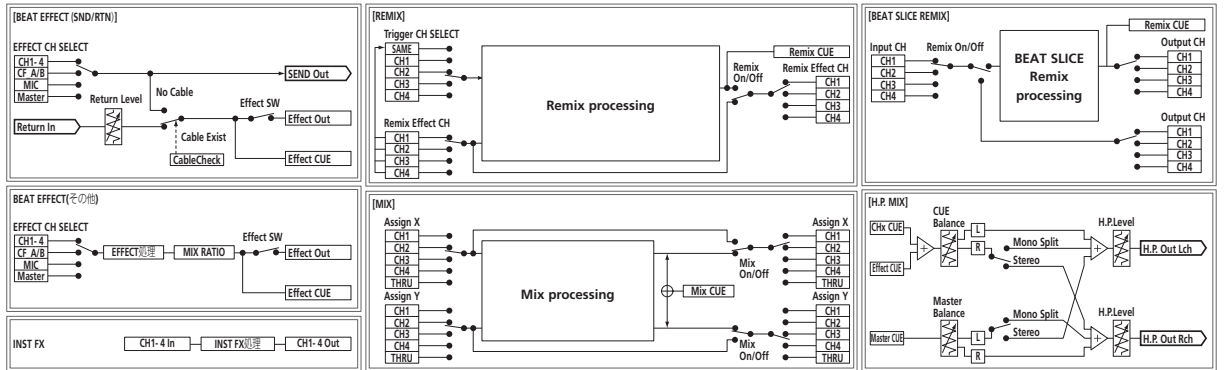 [BEAT EFFECT (SND/RTN)]
EFFECT CH SELECT
CH1- 4
CF A/B
MIC
Master
SEND Out
No Cable
Return Level
Effect SW
Return In
Effect Out
Cable Exist
CableCheck
Effect CUE
BEAT EFFECT(その他)
EFFECT CH SELECT
CH1- 4
CF A/B
MIC
Master
EFFECT処理
MIX RATIO
Effect SW
Effect Out
Effect CUE
INST FX
CH1- 4 In
INST FX処理
CH1- 4 Out
[REMIX]
Trigger CH SELECT
SAME
CH1
CH2
CH3
CH4
Remix processing
Remix CUE
Remix
On/Off
Remix Effect CH
CH1
CH2
CH3
CH4
Remix Effect CH
CH1
CH2
CH3
CH4
[MIX]
Assign X
CH1
CH2
CH3
CH4
THRU
Assign Y
CH1
CH2
CH3
CH4
THRU
Mix processing
Mix
On/Off
Mix CUE
Mix
On/Off
Assign X
CH1
CH2
CH3
CH4
THRU
Assign Y
CH1
CH2
CH3
CH4
THRU
[BEAT SLICE REMIX]
Remix CUE
Input CH
CH1
CH2
CH3
CH4
Remix On/Off
BEAT SLICE
Remix
processing
Output CH
CH1
CH2
CH3
CH4
Output CH
CH1
CH2
CH3
CH4
[H.P. MIX]
CHx CUE
Effect CUE
CUE
Balance
L
R
Mono Split
Stereo
H.P.Level
H.P. Out Lch
Master
Balance
Master CUE
L
R
Mono Split
Stereo
H.P.Level
H.P. Out Rch